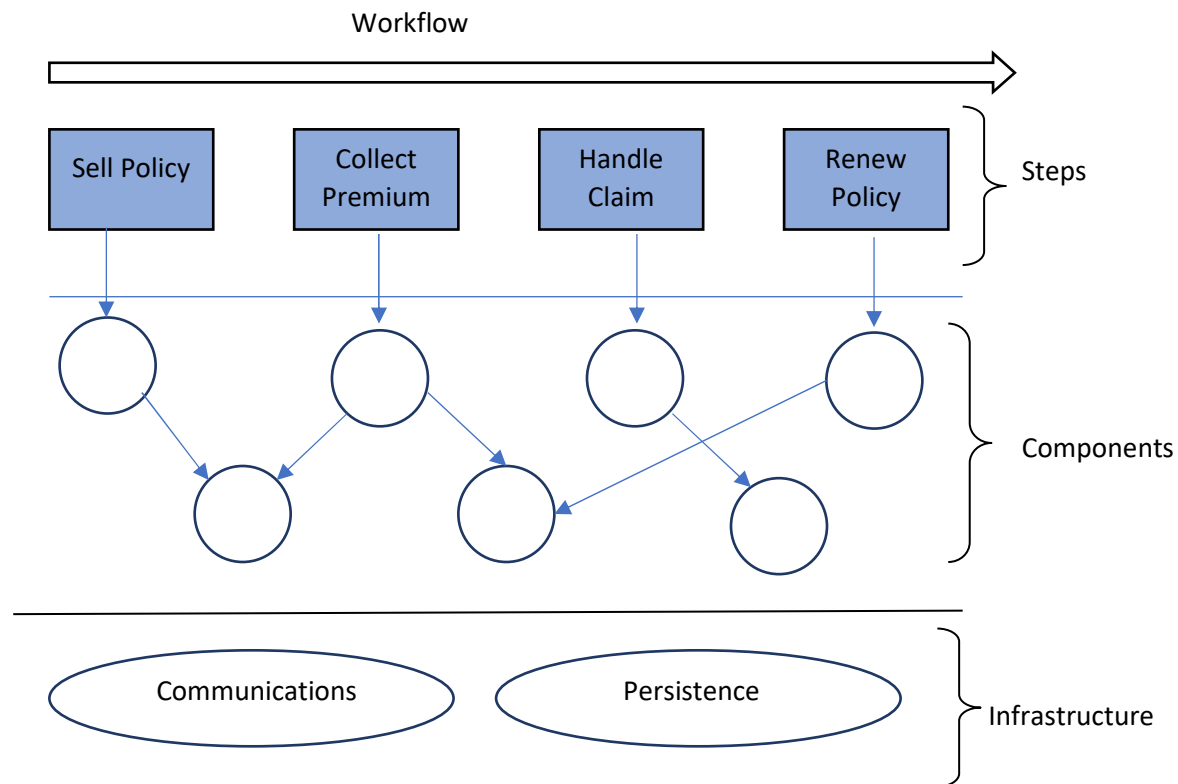 Workflow
Sell Policy
Collect
Premium
Handle
Claim
Renew
Policy
Steps
Components
Communications
Persistence
Infrastructure